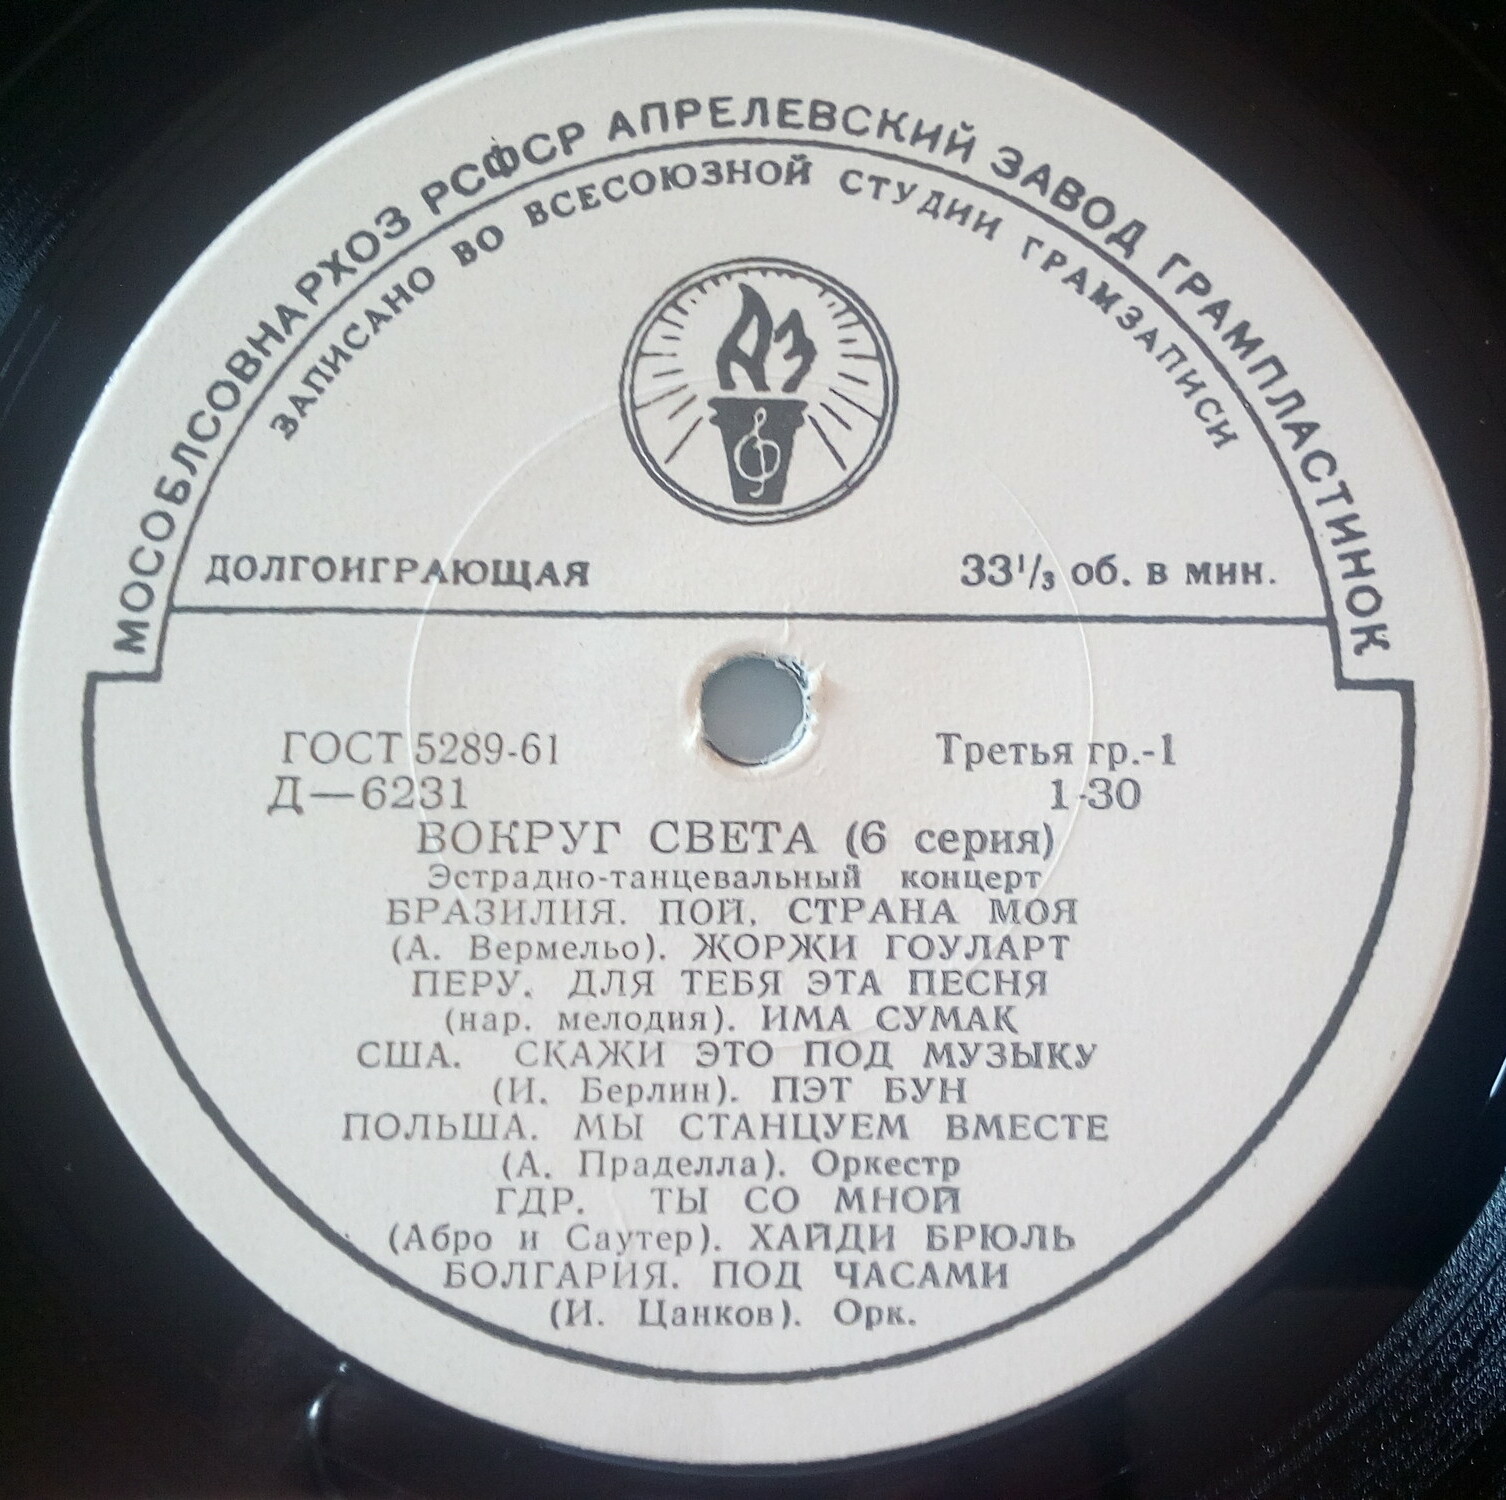 МОСОБЛСОВНАРХОЗ РСФСР АПРЕЛЕВСКИЙ ЗАВОД ГРАМПЛАСТИНОК
ЗАПИСАНО ВО ВСЕСОЮЗНОЙ СТУДИИ ГРАМЗАПИСИ
АЗ
ДОЛГОИГРАЮЩАЯ 33¹/₃ об. в мин.
ГОСТ 5289-61 Третья гр.-1
Д—6231 1-30
ВОКРУГ СВЕТА (6 серия)
Эстрадно-танцевальный концерт
БРАЗИЛИЯ. ПОЙ, СТРАНА МОЯ
(А. Вермельо). ЖОРЖИ ГОУЛАРТ
ПЕРУ. ДЛЯ ТЕБЯ ЭТА ПЕСНЯ
(нар. мелодия). ИМА СУМАК
США. СКАЖИ ЭТО ПОД МУЗЫКУ
(И. Берлин). ПЭТ БУН
ПОЛЬША. МЫ СТАНЦУЕМ ВМЕСТЕ
(А. Праделла). Оркестр
ГДР. ТЫ СО МНОЙ
(Абро и Саутер). ХАЙДИ БРЮЛЬ
БОЛГАРИЯ. ПОД ЧАСАМИ
(И. Цанков). Орк.